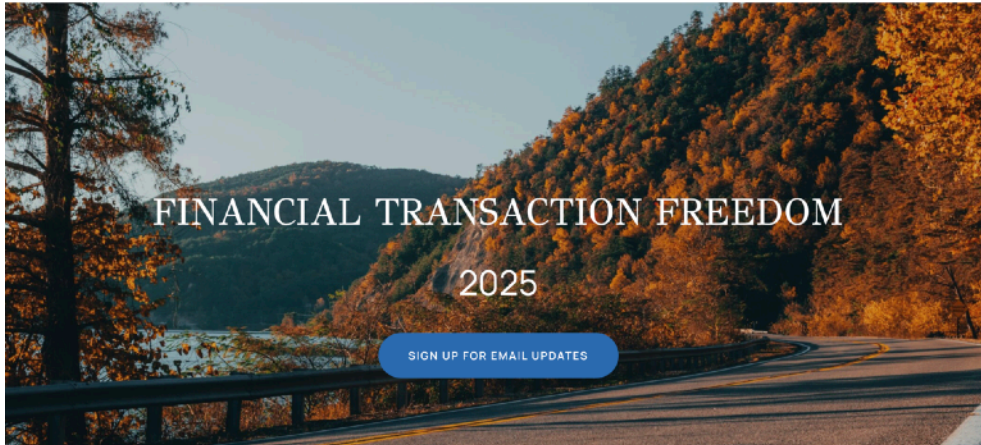 FINANCIAL TRANSACTION FREEDOM
2025
SIGN UP FOR EMAIL UPDATES